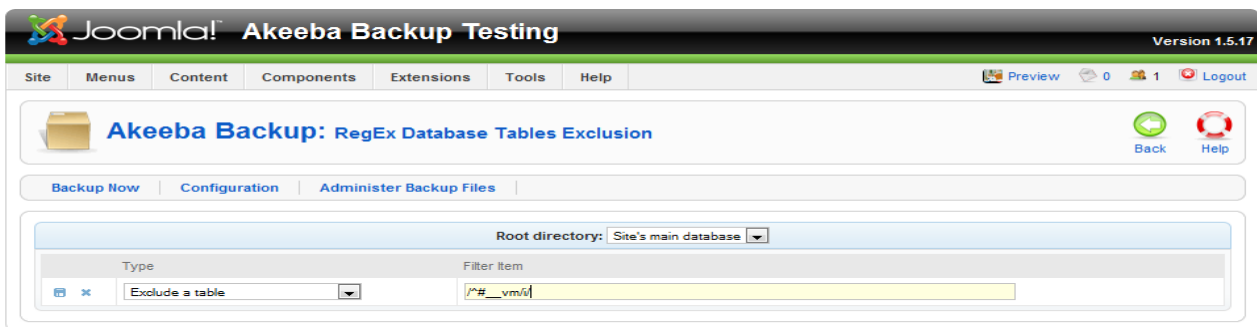 Joomla! Akeeba Backup Testing
Version 1.5.17
Site Menus Content Components Extensions Tools Help Preview 0 1 Logout
Akeeba Backup: RegEx Database Tables Exclusion
Back Help
Backup Now Configuration Administer Backup Files
Root directory: Site's main database
Type Filter Item
Exclude a table /^#__vm/i/